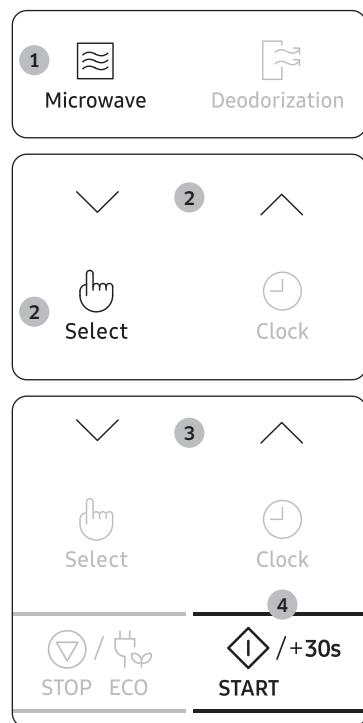 1
Microwave Deodorization
2
2
Select Clock
3
Select Clock
4
/ /+30s
STOP ECO START